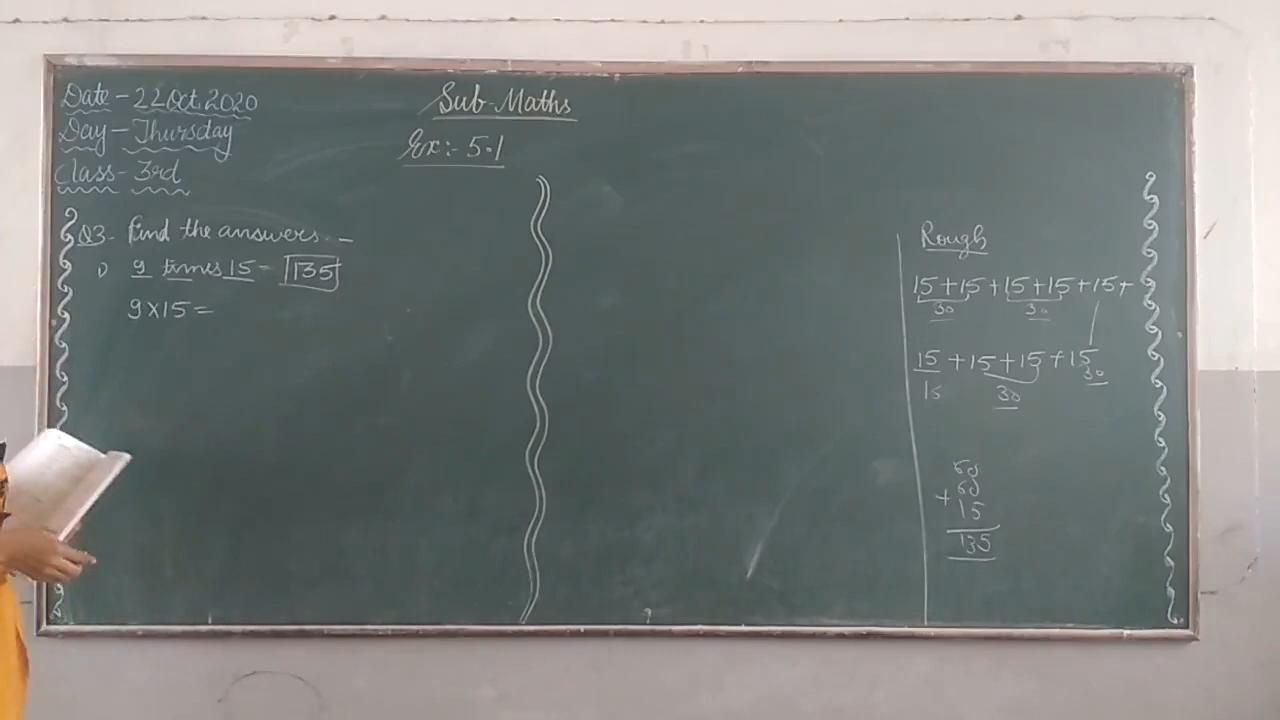 Date - 22 Oct. 2020
Day - Thursday
Class - 3rd
Sub - Maths
Ex :- 5.1
Q3- Find the answers. -
1) 9 times 15 = 135
9x15 =
Rough
15+15+15+15+15+
30 30
15+15+15+15
30
15 30
60
+ 60
15
135